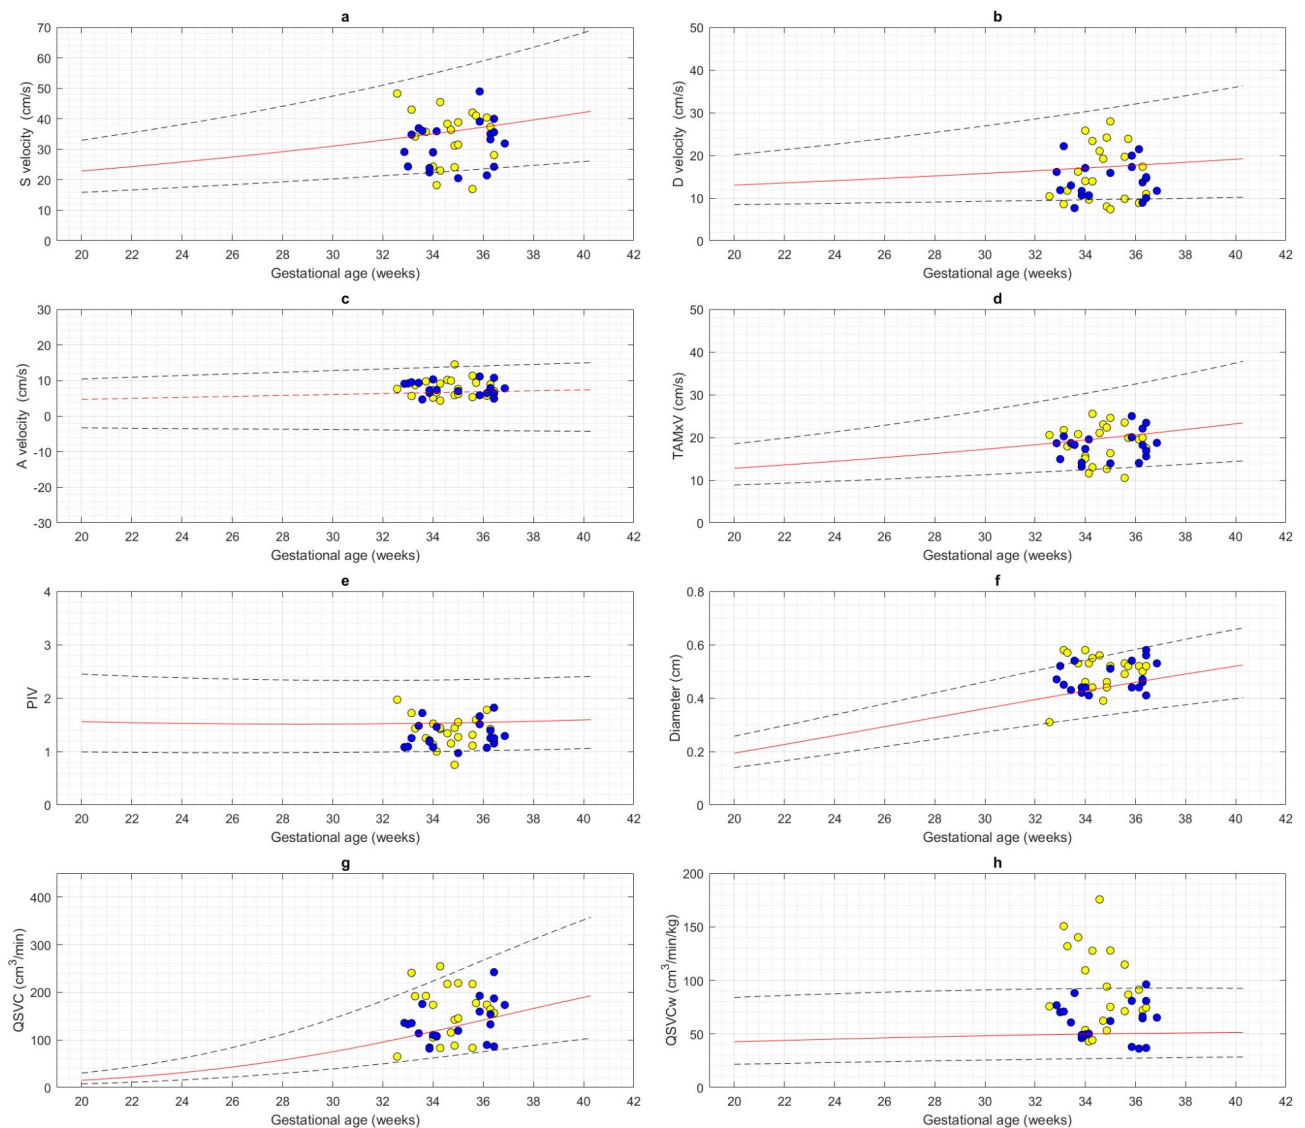 a
S velocity (cm/s)
70
60
50
40
30
20
10
0
20 22 24 26 28 30 32 34 36 38 40 42
Gestational age (weeks)
b
D velocity (cm/s)
50
40
30
20
10
0
20 22 24 26 28 30 32 34 36 38 40 42
Gestational age (weeks)
c
A velocity (cm/s)
30
20
10
0
-10
-20
-30
20 22 24 26 28 30 32 34 36 38 40 42
Gestational age (weeks)
d
TAMxV (cm/s)
50
40
30
20
10
0
20 22 24 26 28 30 32 34 36 38 40 42
Gestational age (weeks)
e
PIV
4
3
2
1
0
20 22 24 26 28 30 32 34 36 38 40 42
Gestational age (weeks)
f
Diameter (cm)
0.8
0.6
0.4
0.2
0
20 22 24 26 28 30 32 34 36 38 40 42
Gestational age (weeks)
g
QSVC (cm³/min)
400
300
200
100
0
20 22 24 26 28 30 32 34 36 38 40 42
Gestational age (weeks)
h
QSVCw (cm³/min/kg)
200
150
100
50
0
20 22 24 26 28 30 32 34 36 38 40 42
Gestational age (weeks)